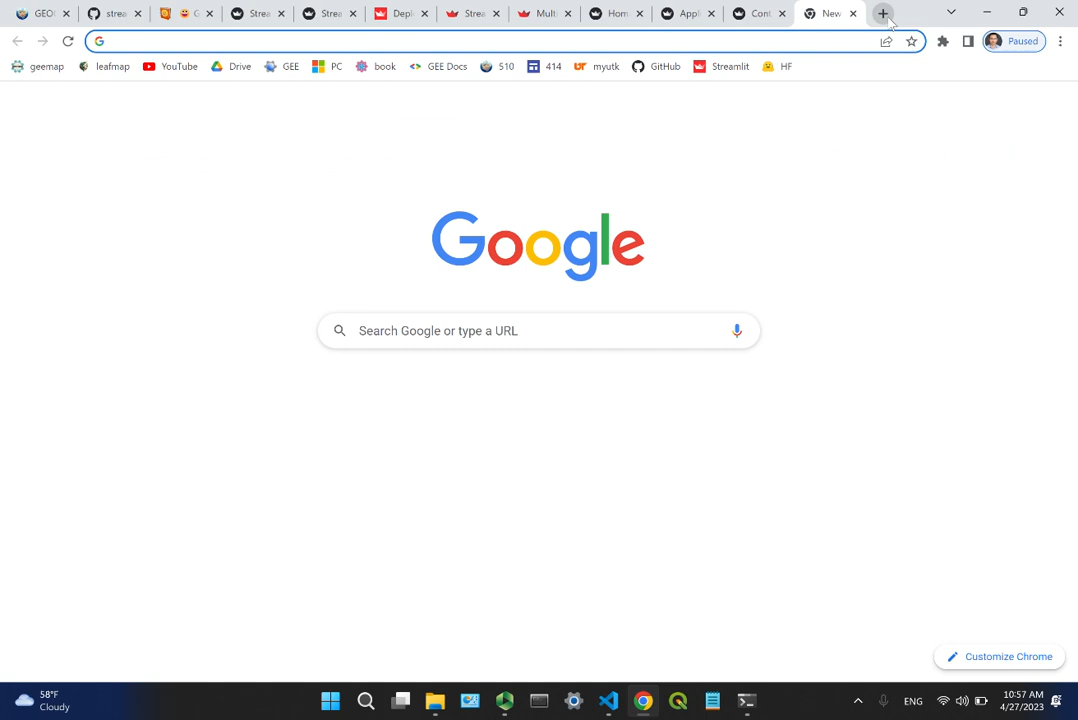 GEO
strea
G
Strea
Stree
Depl
Strea
Multi
Hom
Appl
Cont
New
Paused
geemap
leafmap
YouTube
Drive
GEE
PC
book
GEE Docs
510
414
myutk
GitHub
Streamlit
HF
Google
Search Google or type a URL
Customize Chrome
58°F
Cloudy
ENG
10:57 AM
4/27/2023